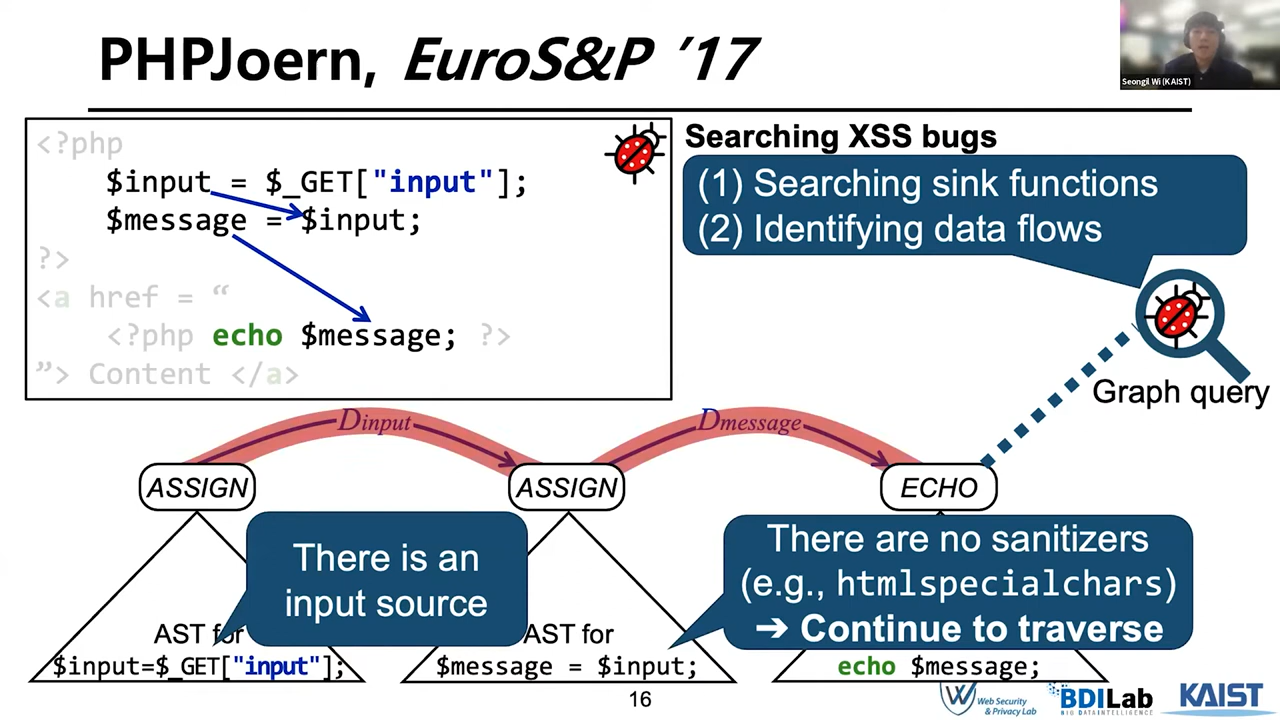 PHPJoern, EuroS&P '17
Seongil Wi (KAIST)
<?php
$input = $_GET["input"];
$message = $input;
?>
<a href = “
<?php echo $message; ?>
”> Content </a>
Searching XSS bugs
(1) Searching sink functions
(2) Identifying data flows
Graph query
Dinput
Dmessage
ASSIGN
ASSIGN
ECHO
There is an
input source
There are no sanitizers
(e.g., htmlspecialchars)
➔ Continue to traverse
AST for
$input=$_GET["input"];
AST for
$message = $input;
echo $message;
16
W Web Security
& Privacy Lab
BDILab
BIO DATAINTELLIGENCE
KAIST